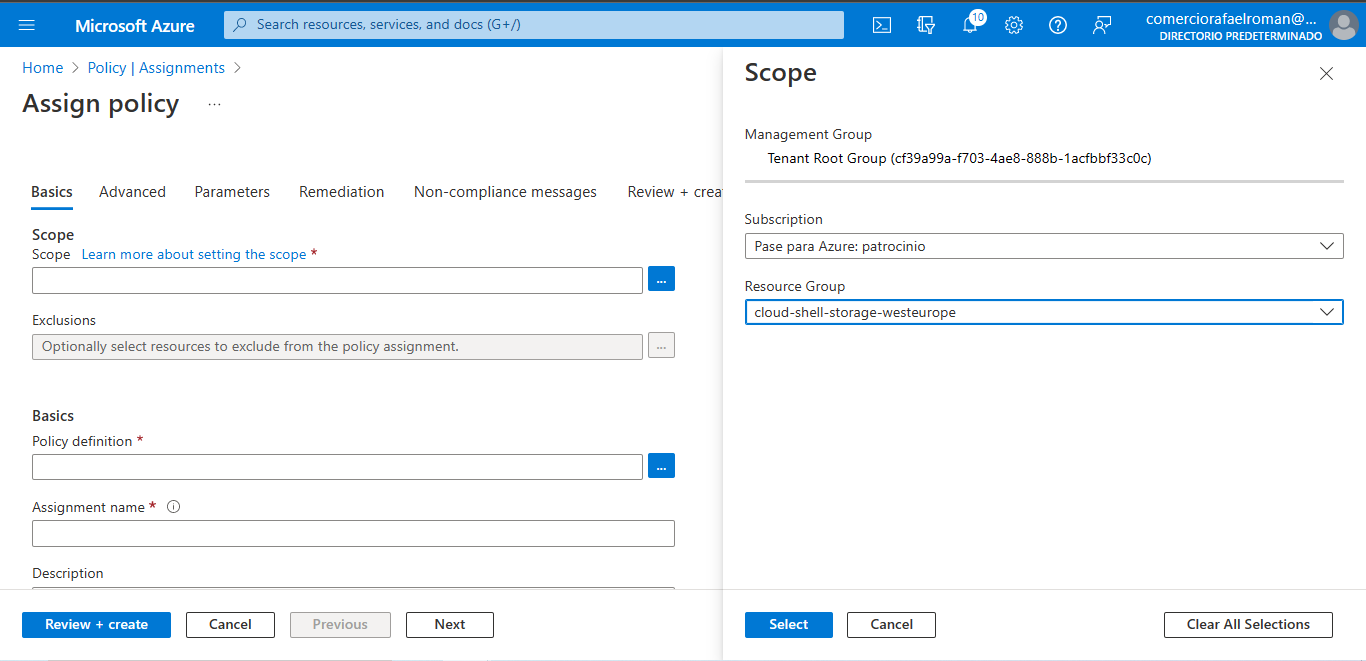 Microsoft Azure
Search resources, services, and docs (G+/)
10
comerciorafaelroman@...
DIRECTORIO PREDETERMINADO
Home > Policy | Assignments >
Assign policy ...
Basics Advanced Parameters Remediation Non-compliance messages Review + crea
Scope
Scope Learn more about setting the scope *
...
Exclusions
Optionally select resources to exclude from the policy assignment.
...
Basics
Policy definition *
...
Assignment name *
Description
Review + create Cancel Previous Next
Scope
Management Group
Tenant Root Group (cf39a99a-f703-4ae8-888b-1acfbbf33c0c)
Subscription
Pase para Azure: patrocinio
Resource Group
cloud-shell-storage-westeurope
Select Cancel Clear All Selections